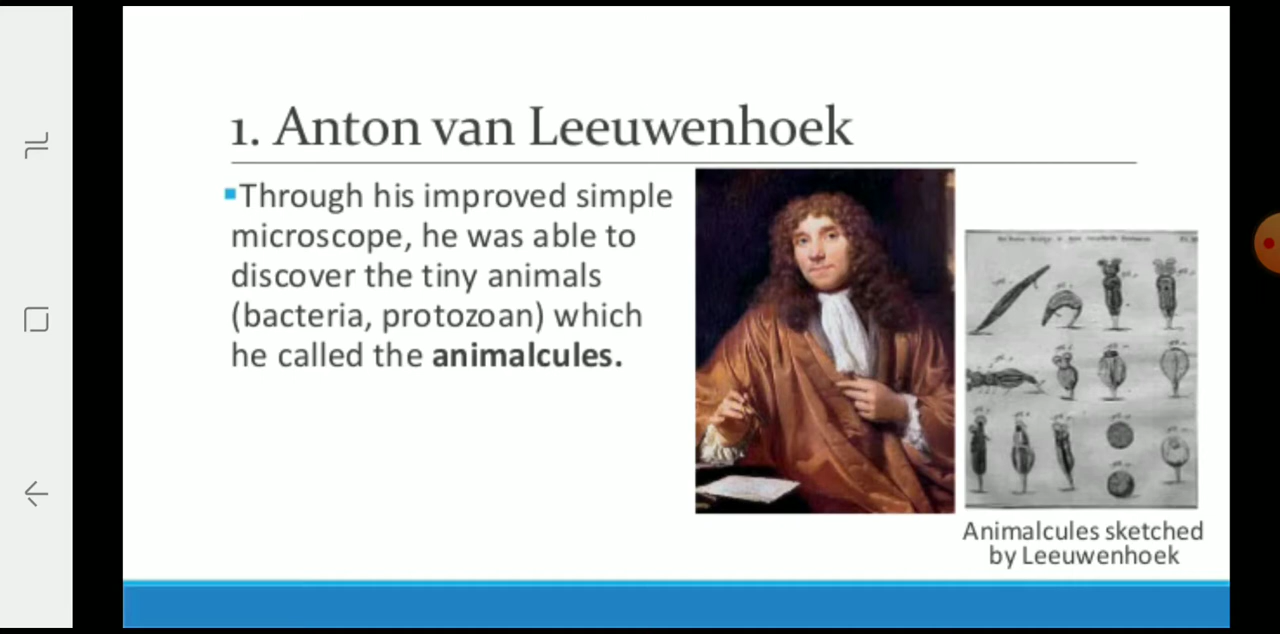 1. Anton van Leeuwenhoek
Through his improved simple
microscope, he was able to
discover the tiny animals
(bacteria, protozoan) which
he called the animalcules.
Animalcules sketched
by Leeuwenhoek